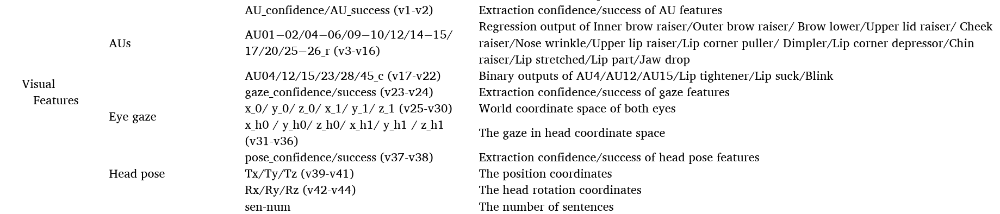 AU_confidence/AU_success (v1-v2) Extraction confidence/success of AU features
AUs AU01−02/04−06/09−10/12/14−15/ 17/20/25−26_r (v3-v16) Regression output of Inner brow raiser/Outer brow raiser/ Brow lower/Upper lid raiser/ Cheek
raiser/Nose wrinkle/Upper lip raiser/Lip corner puller/ Dimpler/Lip corner depressor/Chin
raiser/Lip stretched/Lip part/Jaw drop
AU04/12/15/23/28/45_c (v17-v22) Binary outputs of AU4/AU12/AU15/Lip tightener/Lip suck/Blink
Visual
Features
gaze_confidence/success (v23-v24) Extraction confidence/success of gaze features
Eye gaze x_0/ y_0/ z_0/ x_1/ y_1/ z_1 (v25-v30) World coordinate space of both eyes
x_h0 / y_h0/ z_h0/ x_h1/ y_h1 / z_h1
(v31-v36) The gaze in head coordinate space
pose_confidence/success (v37-v38) Extraction confidence/success of head pose features
Head pose Tx/Ty/Tz (v39-v41) The position coordinates
Rx/Ry/Rz (v42-v44) The head rotation coordinates
sen-num The number of sentences